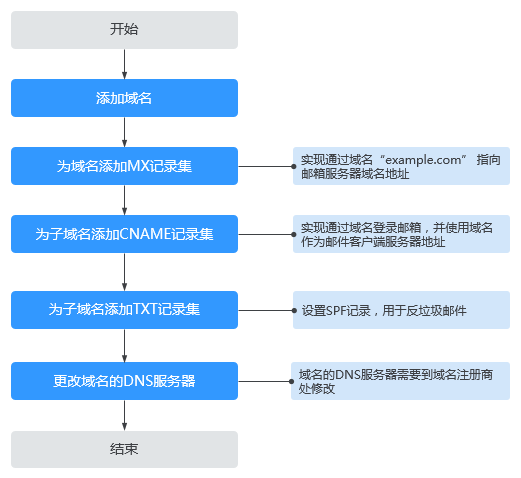 开始
添加域名
为域名添加MX记录集
实现通过域名“example.com” 指向
邮箱服务器域名地址
为子域名添加CNAME记录集
实现通过域名登录邮箱，并使用域名
作为邮件客户端服务器地址
为子域名添加TXT记录集
设置SPF记录，用于反垃圾邮件
更改域名的DNS服务器
域名的DNS服务器需要到域名注册商
处修改
结束